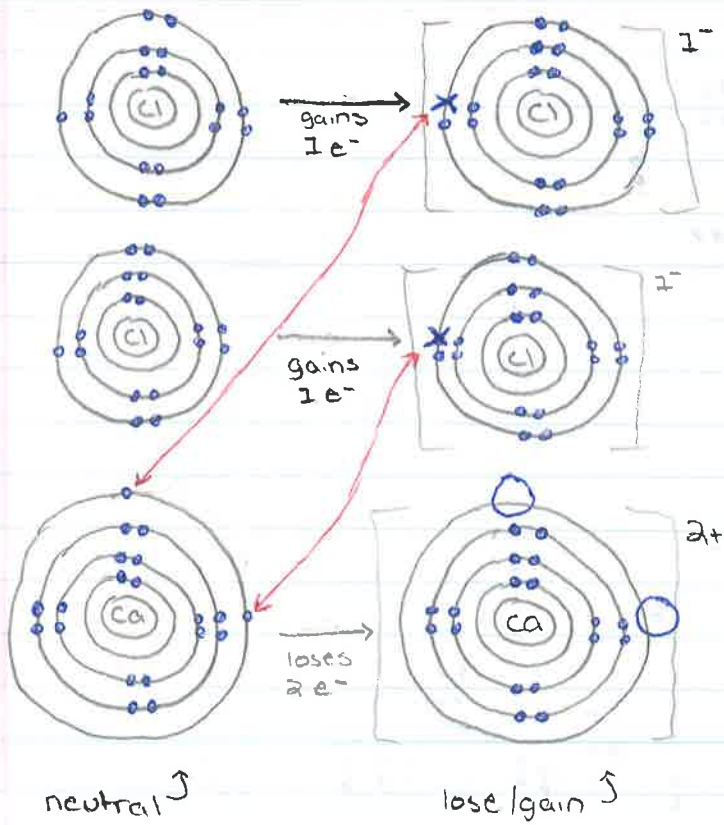 Cl
gains
1 e⁻
Cl
1⁻
Cl
gains
1 e⁻
Cl
1⁻
Ca
loses
2 e⁻
Ca
2+
neutral
lose/gain